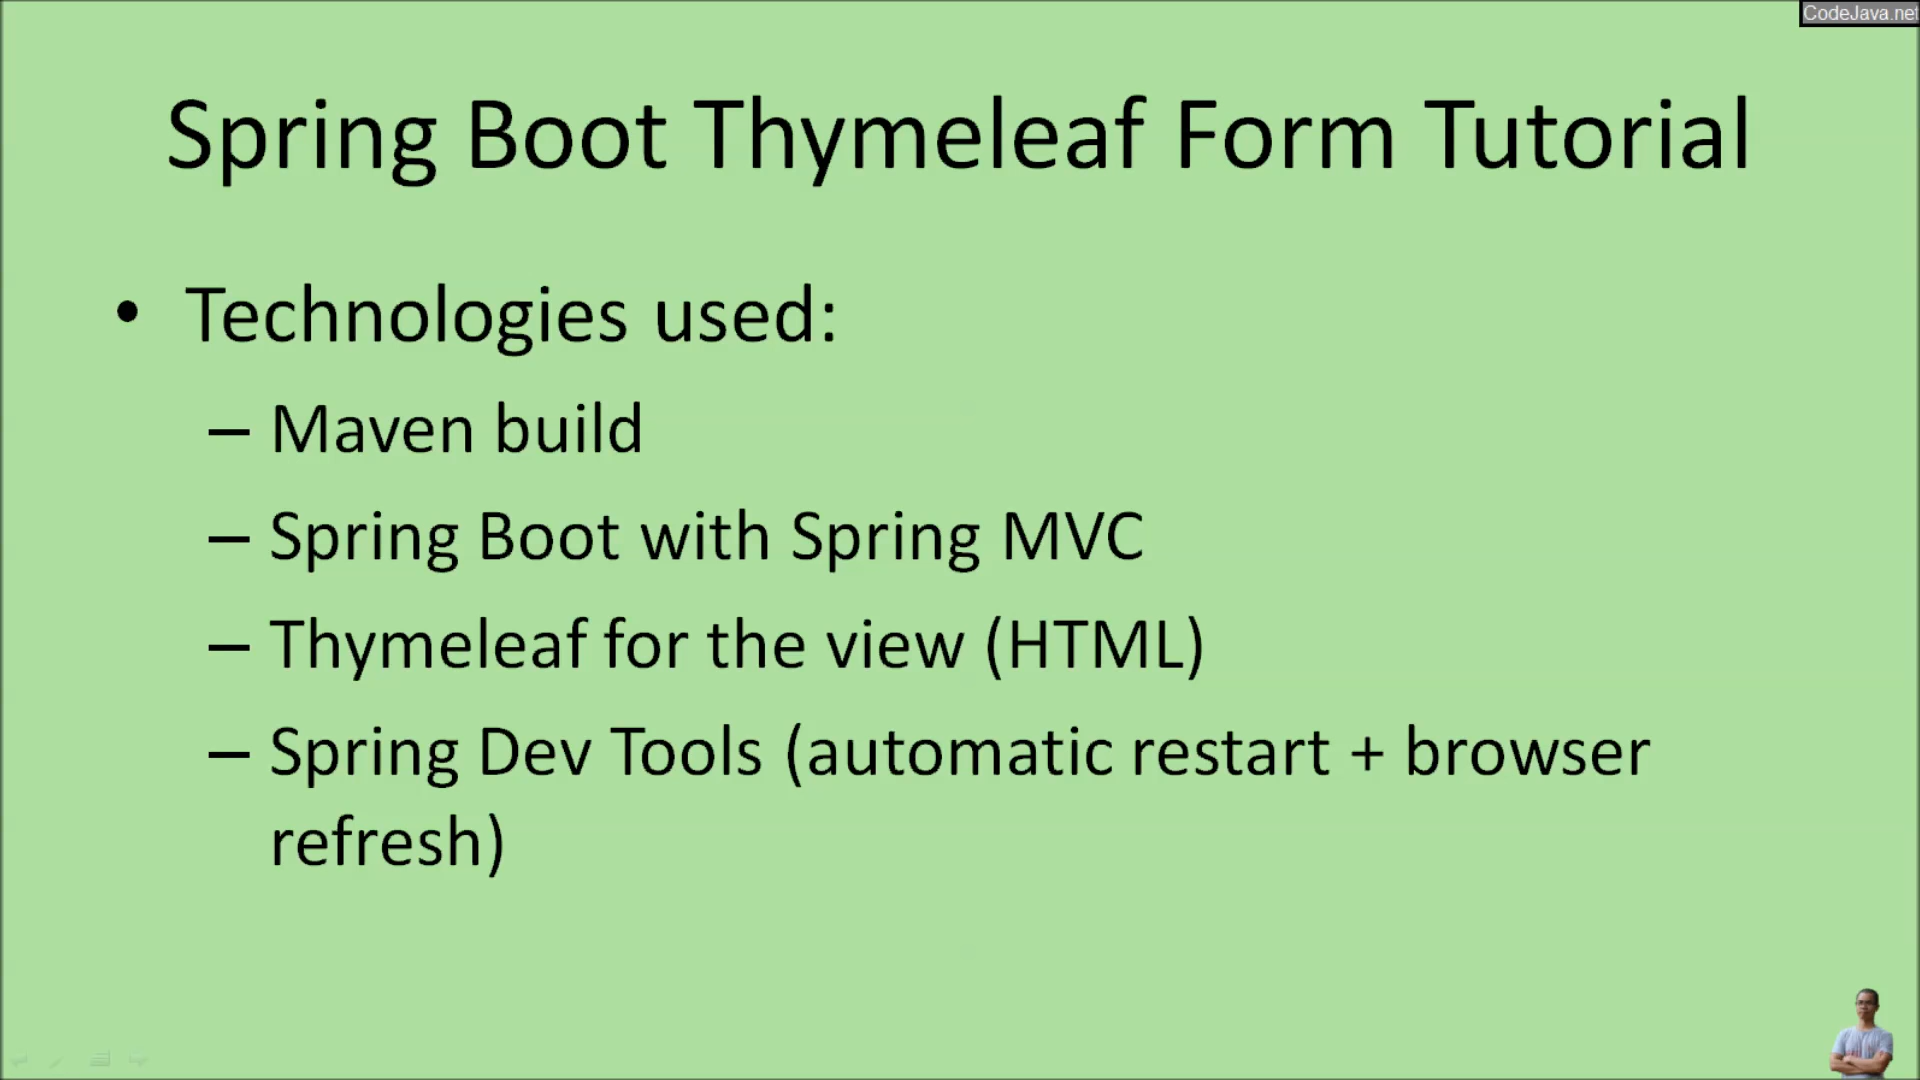 CodeJava.net
Spring Boot Thymeleaf Form Tutorial
• Technologies used:
– Maven build
– Spring Boot with Spring MVC
– Thymeleaf for the view (HTML)
– Spring Dev Tools (automatic restart + browser
refresh)